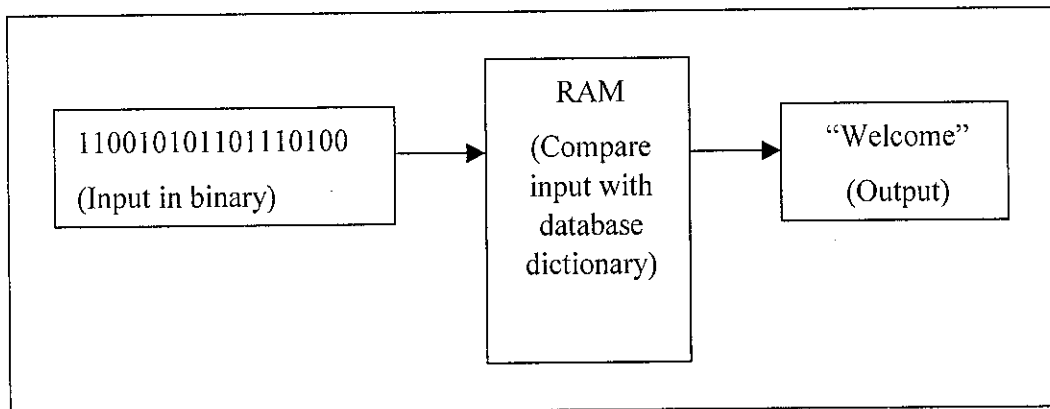 110010101101110100
(Input in binary)
RAM
(Compare
input with
database
dictionary)
“Welcome”
(Output)